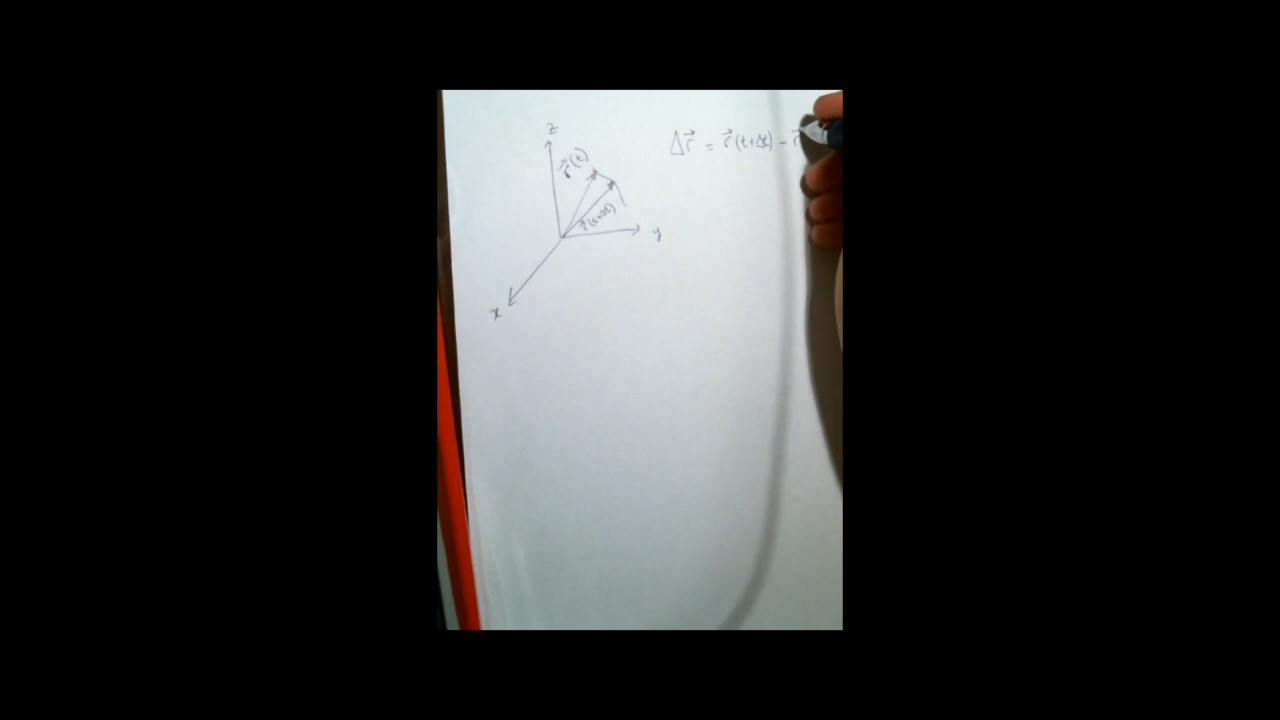 z
r⃗(t)
Δr⃗ = r⃗(t+Δt) - r⃗
r⃗(t+Δt)
y
x